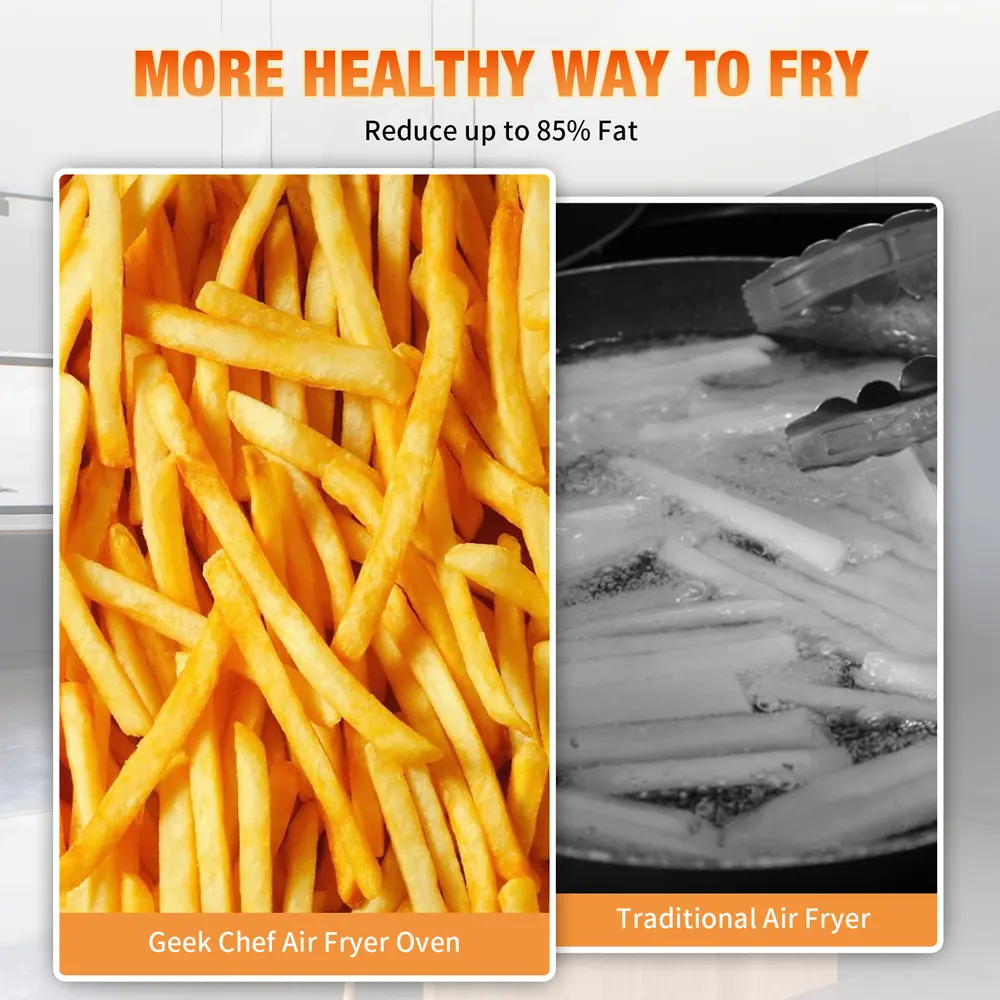 MORE HEALTHY WAY TO FRY
Reduce up to 85% Fat
Geek Chef Air Fryer Oven
Traditional Air Fryer